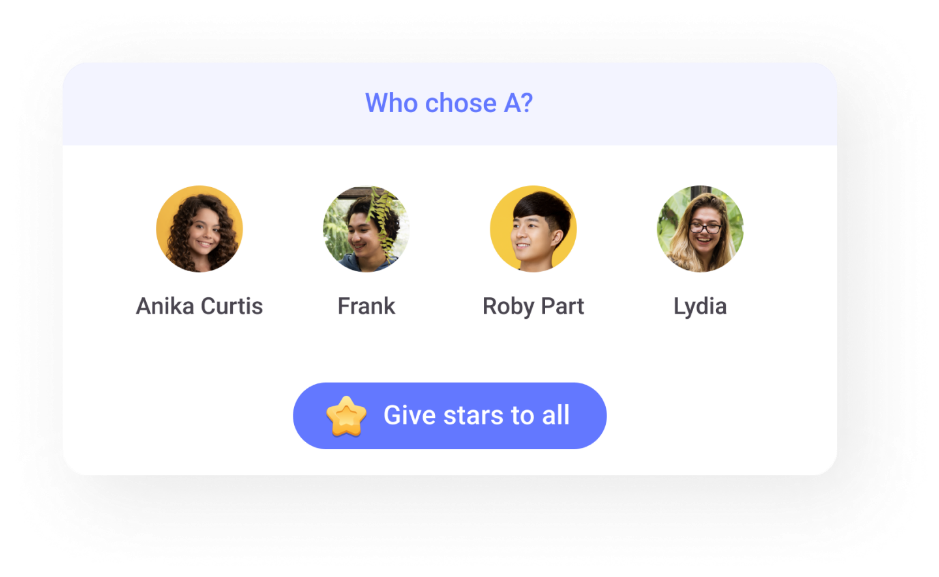 Who chose A?
Anika Curtis
Frank
Roby Part
Lydia
Give stars to all